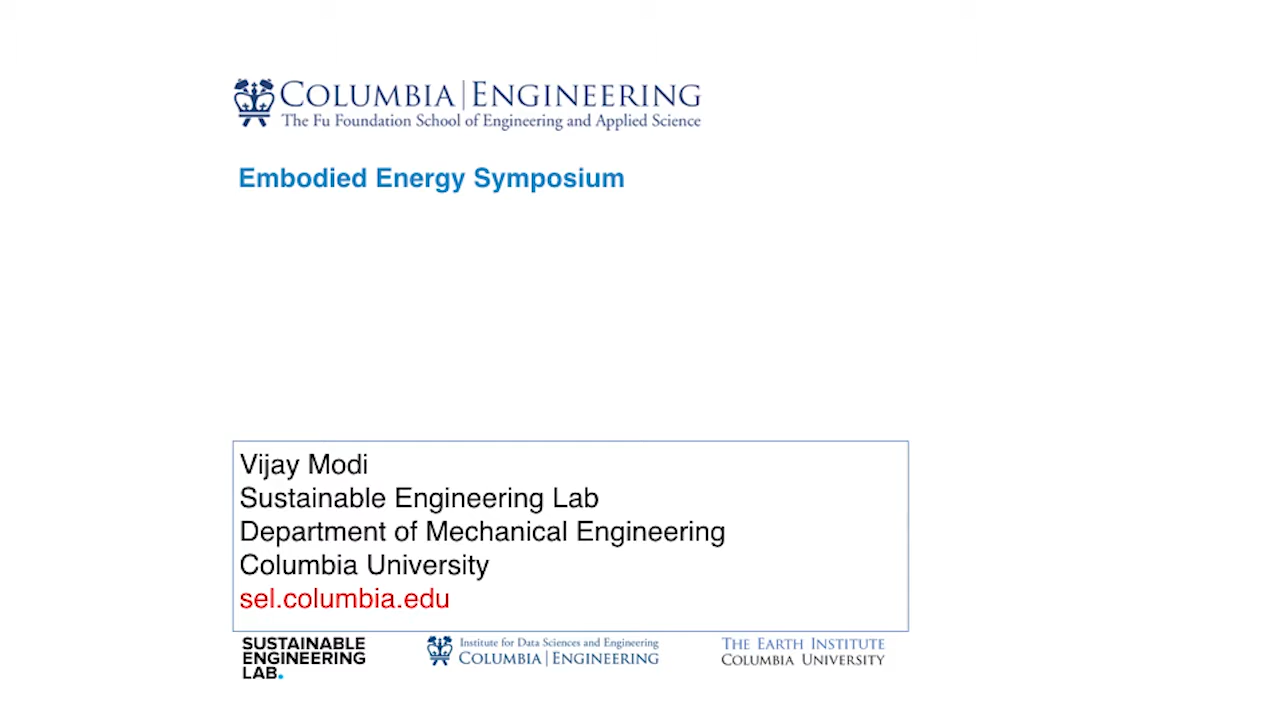 COLUMBIA | ENGINEERING
The Fu Foundation School of Engineering and Applied Science
Embodied Energy Symposium
Vijay Modi
Sustainable Engineering Lab
Department of Mechanical Engineering
Columbia University
sel.columbia.edu
SUSTAINABLE
ENGINEERING
LAB.
Institute for Data Sciences and Engineering
COLUMBIA | ENGINEERING
THE EARTH INSTITUTE
COLUMBIA UNIVERSITY